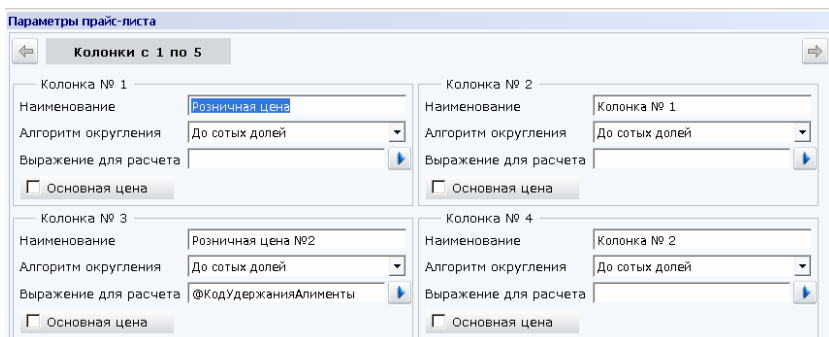 Параметры прайс-листа
Колонки с 1 по 5
Колонка № 1
Наименование Розничная цена
Алгоритм округления До сотых долей
Выражение для расчета
Основная цена
Колонка № 2
Наименование Колонка № 1
Алгоритм округления До сотых долей
Выражение для расчета
Основная цена
Колонка № 3
Наименование Розничная цена №2
Алгоритм округления До сотых долей
Выражение для расчета @КодУдержанияАлименты
Основная цена
Колонка № 4
Наименование Колонка № 2
Алгоритм округления До сотых долей
Выражение для расчета
Основная цена